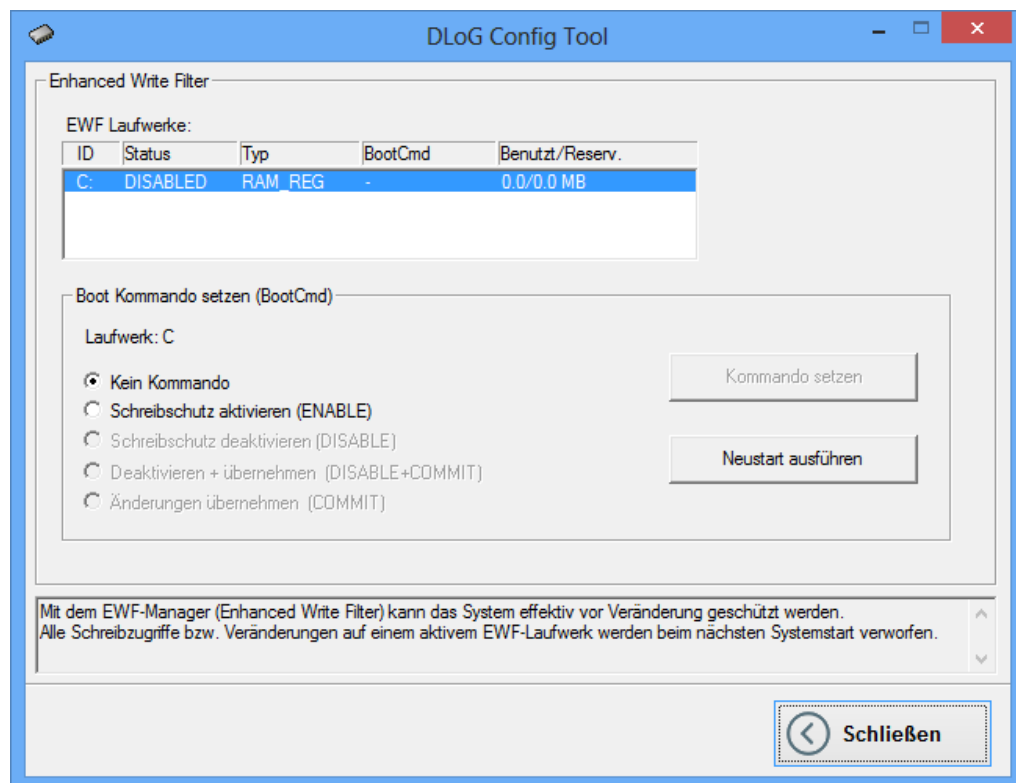 DLoG Config Tool
Enhanced Write Filter
EWF Laufwerke:
ID Status Typ BootCmd Benutzt/Reserv.
C: DISABLED RAM_REG - 0.0/0.0 MB
Boot Kommando setzen (BootCmd)
Laufwerk: C
Kein Kommando
Kommando setzen
Schreibschutz aktivieren (ENABLE)
Schreibschutz deaktivieren (DISABLE)
Neustart ausführen
Deaktivieren + übernehmen (DISABLE+COMMIT)
Änderungen übernehmen (COMMIT)
Mit dem EWF-Manager (Enhanced Write Filter) kann das System effektiv vor Veränderung geschützt werden.
Alle Schreibzugriffe bzw. Veränderungen auf einem aktivem EWF-Laufwerk werden beim nächsten Systemstart verworfen.
Schließen